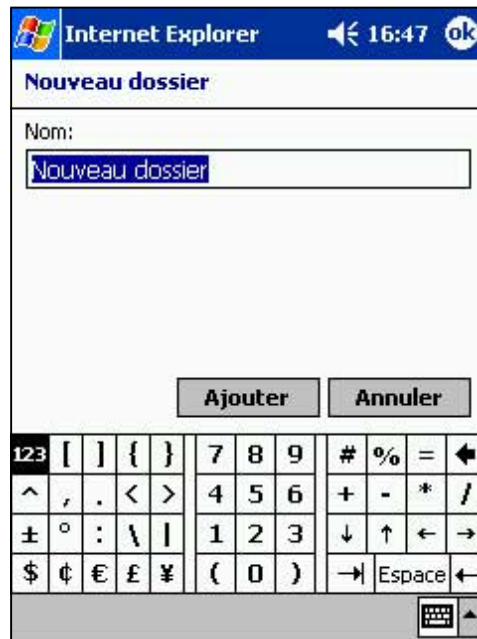 Internet Explorer 16:47 ok
Nouveau dossier
Nom:
Nouveau dossier
Ajouter Annuler
123 [ ] { } 7 8 9 # % = ←
^ , . < > 4 5 6 + - * /
± ° : \ | 1 2 3 ↓ ↑ ← →
$ ¢ € £ ¥ ( 0 ) →| Espace ←